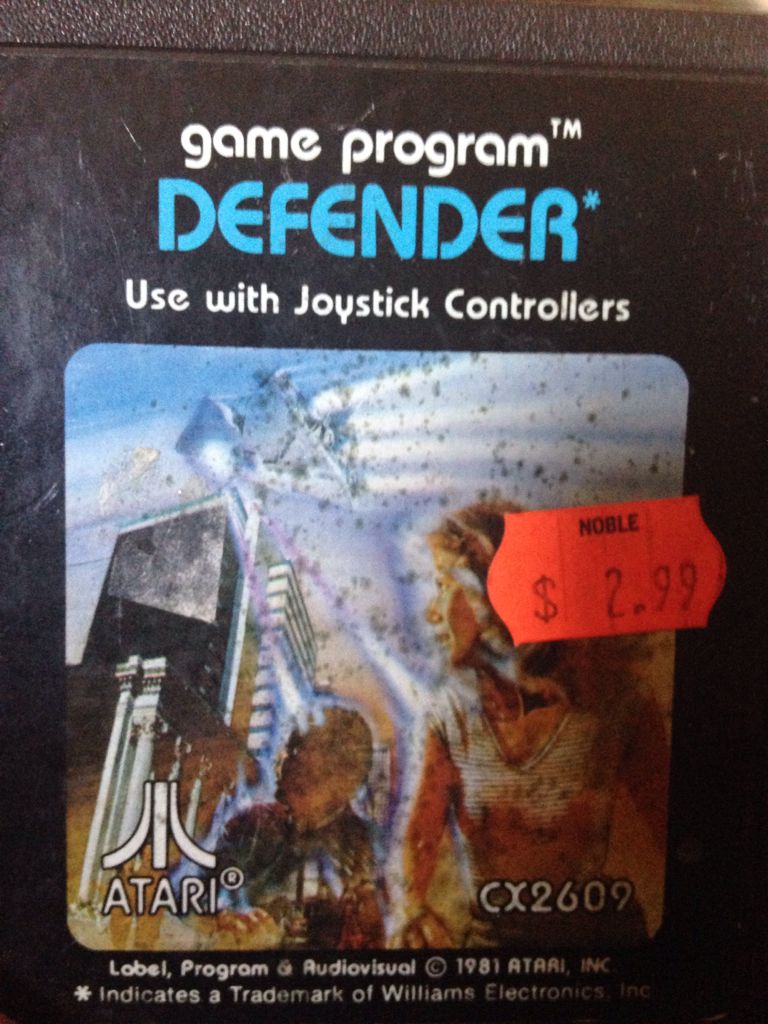 game program™
DEFENDER*
Use with Joystick Controllers
NOBLE
$ 2.99
ATARI®
CX2609
Label, Program & Audiovisual © 1981 ATARI, INC.
* Indicates a Trademark of Williams Electronics, Inc